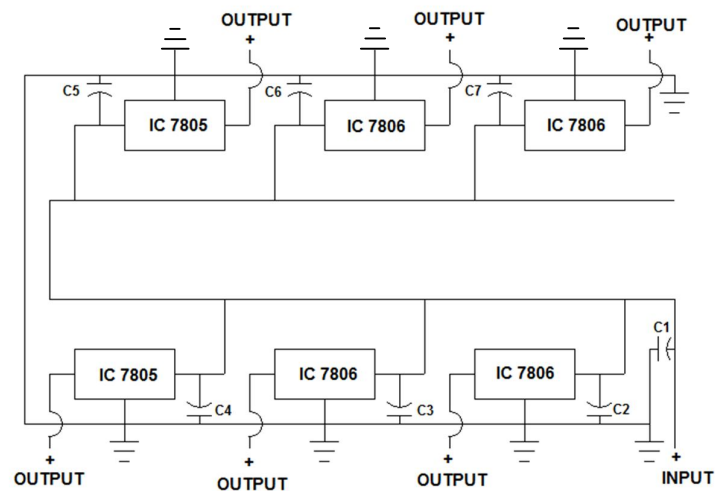 OUTPUT OUTPUT OUTPUT
+ + +
C5 C6 C7
IC 7805 IC 7806 IC 7806
C1
IC 7805 IC 7806 IC 7806
C4 C3 C2
+ + + +
OUTPUT OUTPUT OUTPUT INPUT